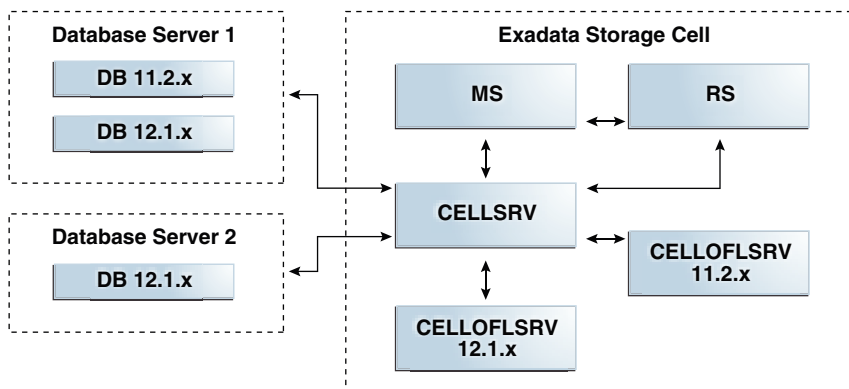 Database Server 1
DB 11.2.x
DB 12.1.x
Database Server 2
DB 12.1.x
Exadata Storage Cell
MS
RS
CELLSRV
CELLOFLSRV
11.2.x
CELLOFLSRV
12.1.x